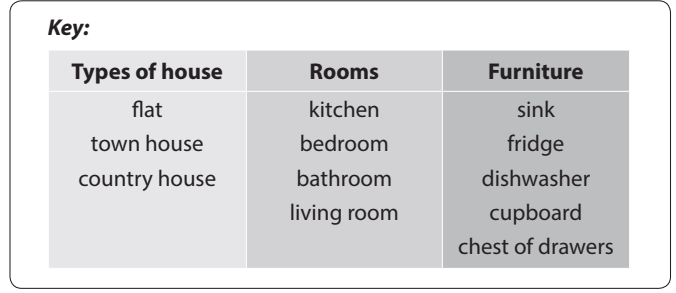 Key:
Types of house Rooms Furniture
flat kitchen sink
town house bedroom fridge
country house bathroom dishwasher
living room cupboard
chest of drawers